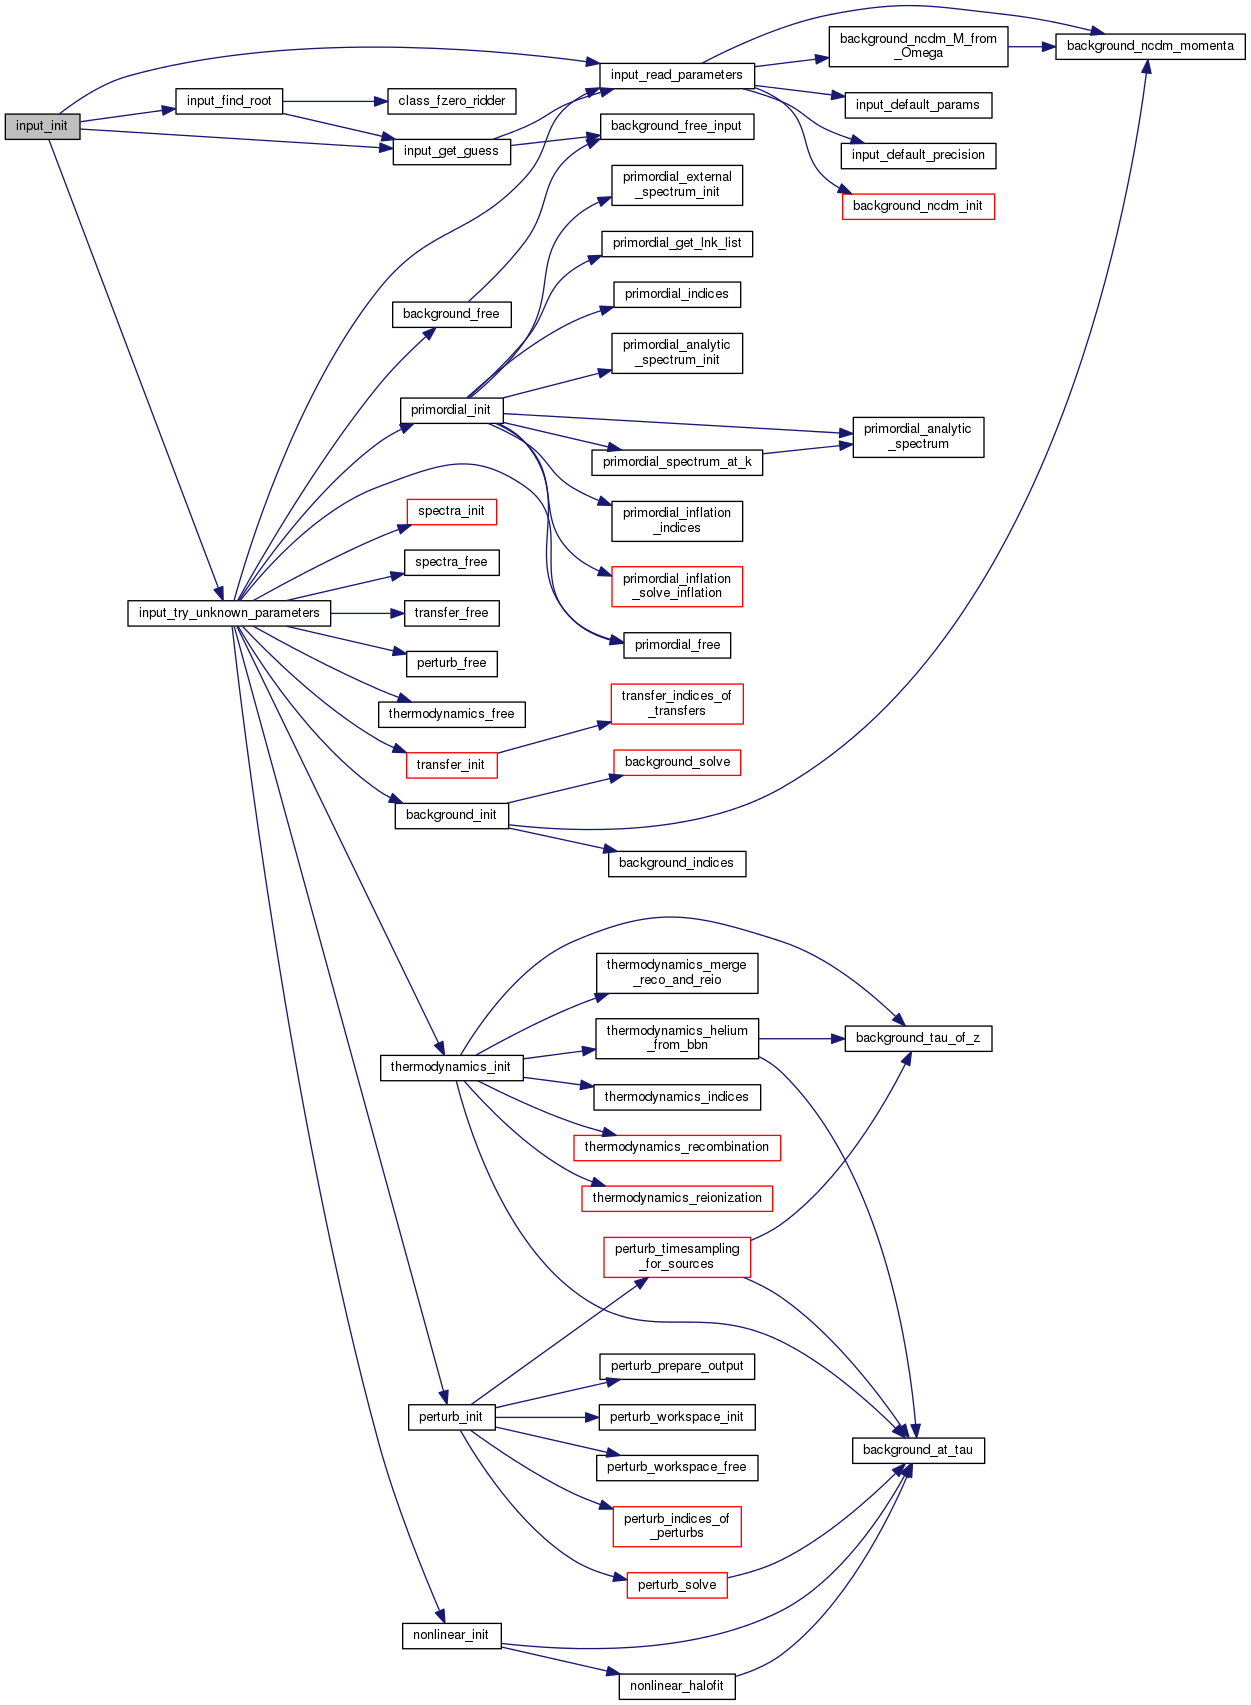 input_init
input_find_root
class_fzero_ridder
input_get_guess
input_read_parameters
background_ncdm_M_from
_Omega
background_ncdm_momenta
input_default_params
background_free_input
input_default_precision
background_ncdm_init
primordial_external
_spectrum_init
primordial_get_lnk_list
primordial_indices
background_free
primordial_analytic
_spectrum_init
primordial_init
primordial_analytic
_spectrum
primordial_spectrum_at_k
spectra_init
primordial_inflation
_indices
spectra_free
primordial_inflation
_solve_inflation
input_try_unknown_parameters
transfer_free
primordial_free
perturb_free
transfer_indices_of
_transfers
thermodynamics_free
transfer_init
background_solve
background_init
background_indices
thermodynamics_merge
_reco_and_reio
thermodynamics_helium
_from_bbn
background_tau_of_z
thermodynamics_init
thermodynamics_indices
thermodynamics_recombination
thermodynamics_reionization
perturb_timesampling
_for_sources
perturb_prepare_output
perturb_init
perturb_workspace_init
background_at_tau
perturb_workspace_free
perturb_indices_of
_perturbs
perturb_solve
nonlinear_init
nonlinear_halofit